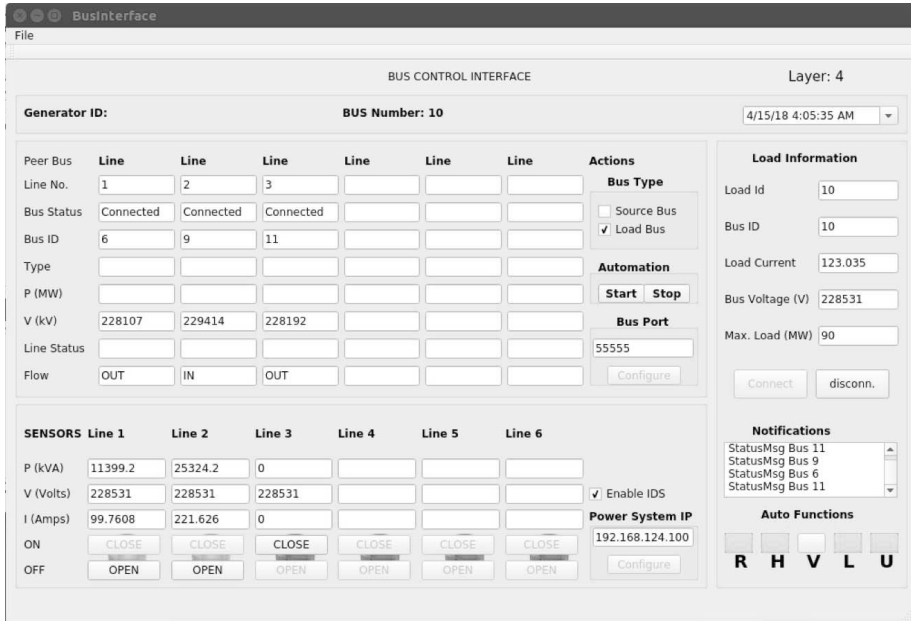 BusInterface
File
BUS CONTROL INTERFACE
Layer: 4
Generator ID:
BUS Number: 10
4/15/18 4:05:35 AM
Peer Bus Line Line Line Line Line Line Actions
Line No. 1 2 3
Bus Type
Bus Status Connected Connected Connected
Source Bus
Load Bus
Bus ID 6 9 11
Type
Automation
P (MW)
Start Stop
V (kV) 228107 229414 228192
Bus Port
Line Status
55555
Flow OUT IN OUT
Configure
Load Information
Load Id 10
Bus ID 10
Load Current 123.035
Bus Voltage (V) 228531
Max. Load (MW) 90
Connect disconn.
SENSORS Line 1 Line 2 Line 3 Line 4 Line 5 Line 6
P (kVA) 11399.2 25324.2 0
V (Volts) 228531 228531 228531
Enable IDS
I (Amps) 99.7608 221.626 0
Power System IP
192.168.124.100
ON CLOSE CLOSE CLOSE CLOSE CLOSE CLOSE
OFF OPEN OPEN OPEN OPEN OPEN OPEN
Configure
Notifications
StatusMsg Bus 11
StatusMsg Bus 9
StatusMsg Bus 6
StatusMsg Bus 11
Auto Functions
R H V L U